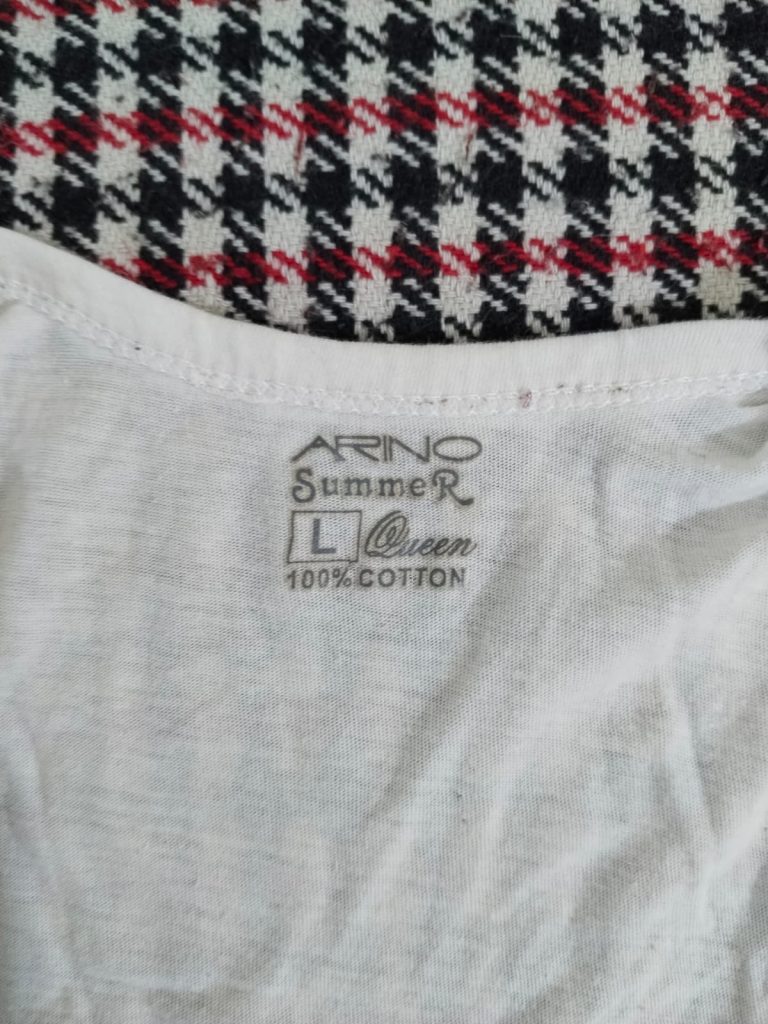 ARINO
SummeR
L Queen
100% COTTON